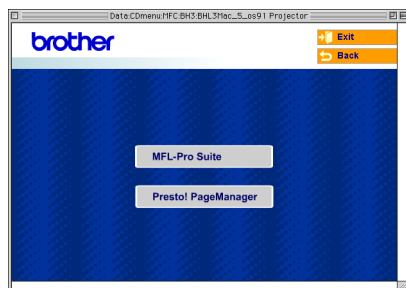 Data:CDmenu:MFC:BH3:BHL3Mac_5_os91 Projector
brother
Exit
Back
MFL-Pro Suite
Presto! PageManager